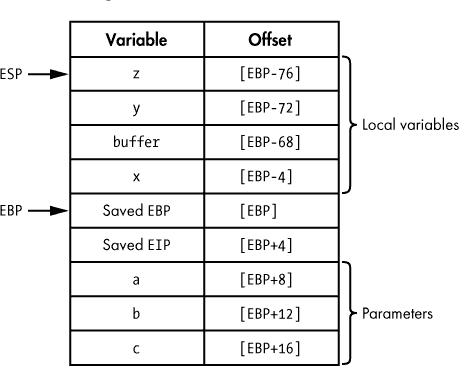 Variable Offset
ESP z [EBP-76]
y [EBP-72]
Local variables
buffer [EBP-68]
x [EBP-4]
EBP Saved EBP [EBP]
Saved EIP [EBP+4]
a [EBP+8]
b [EBP+12] Parameters
c [EBP+16]